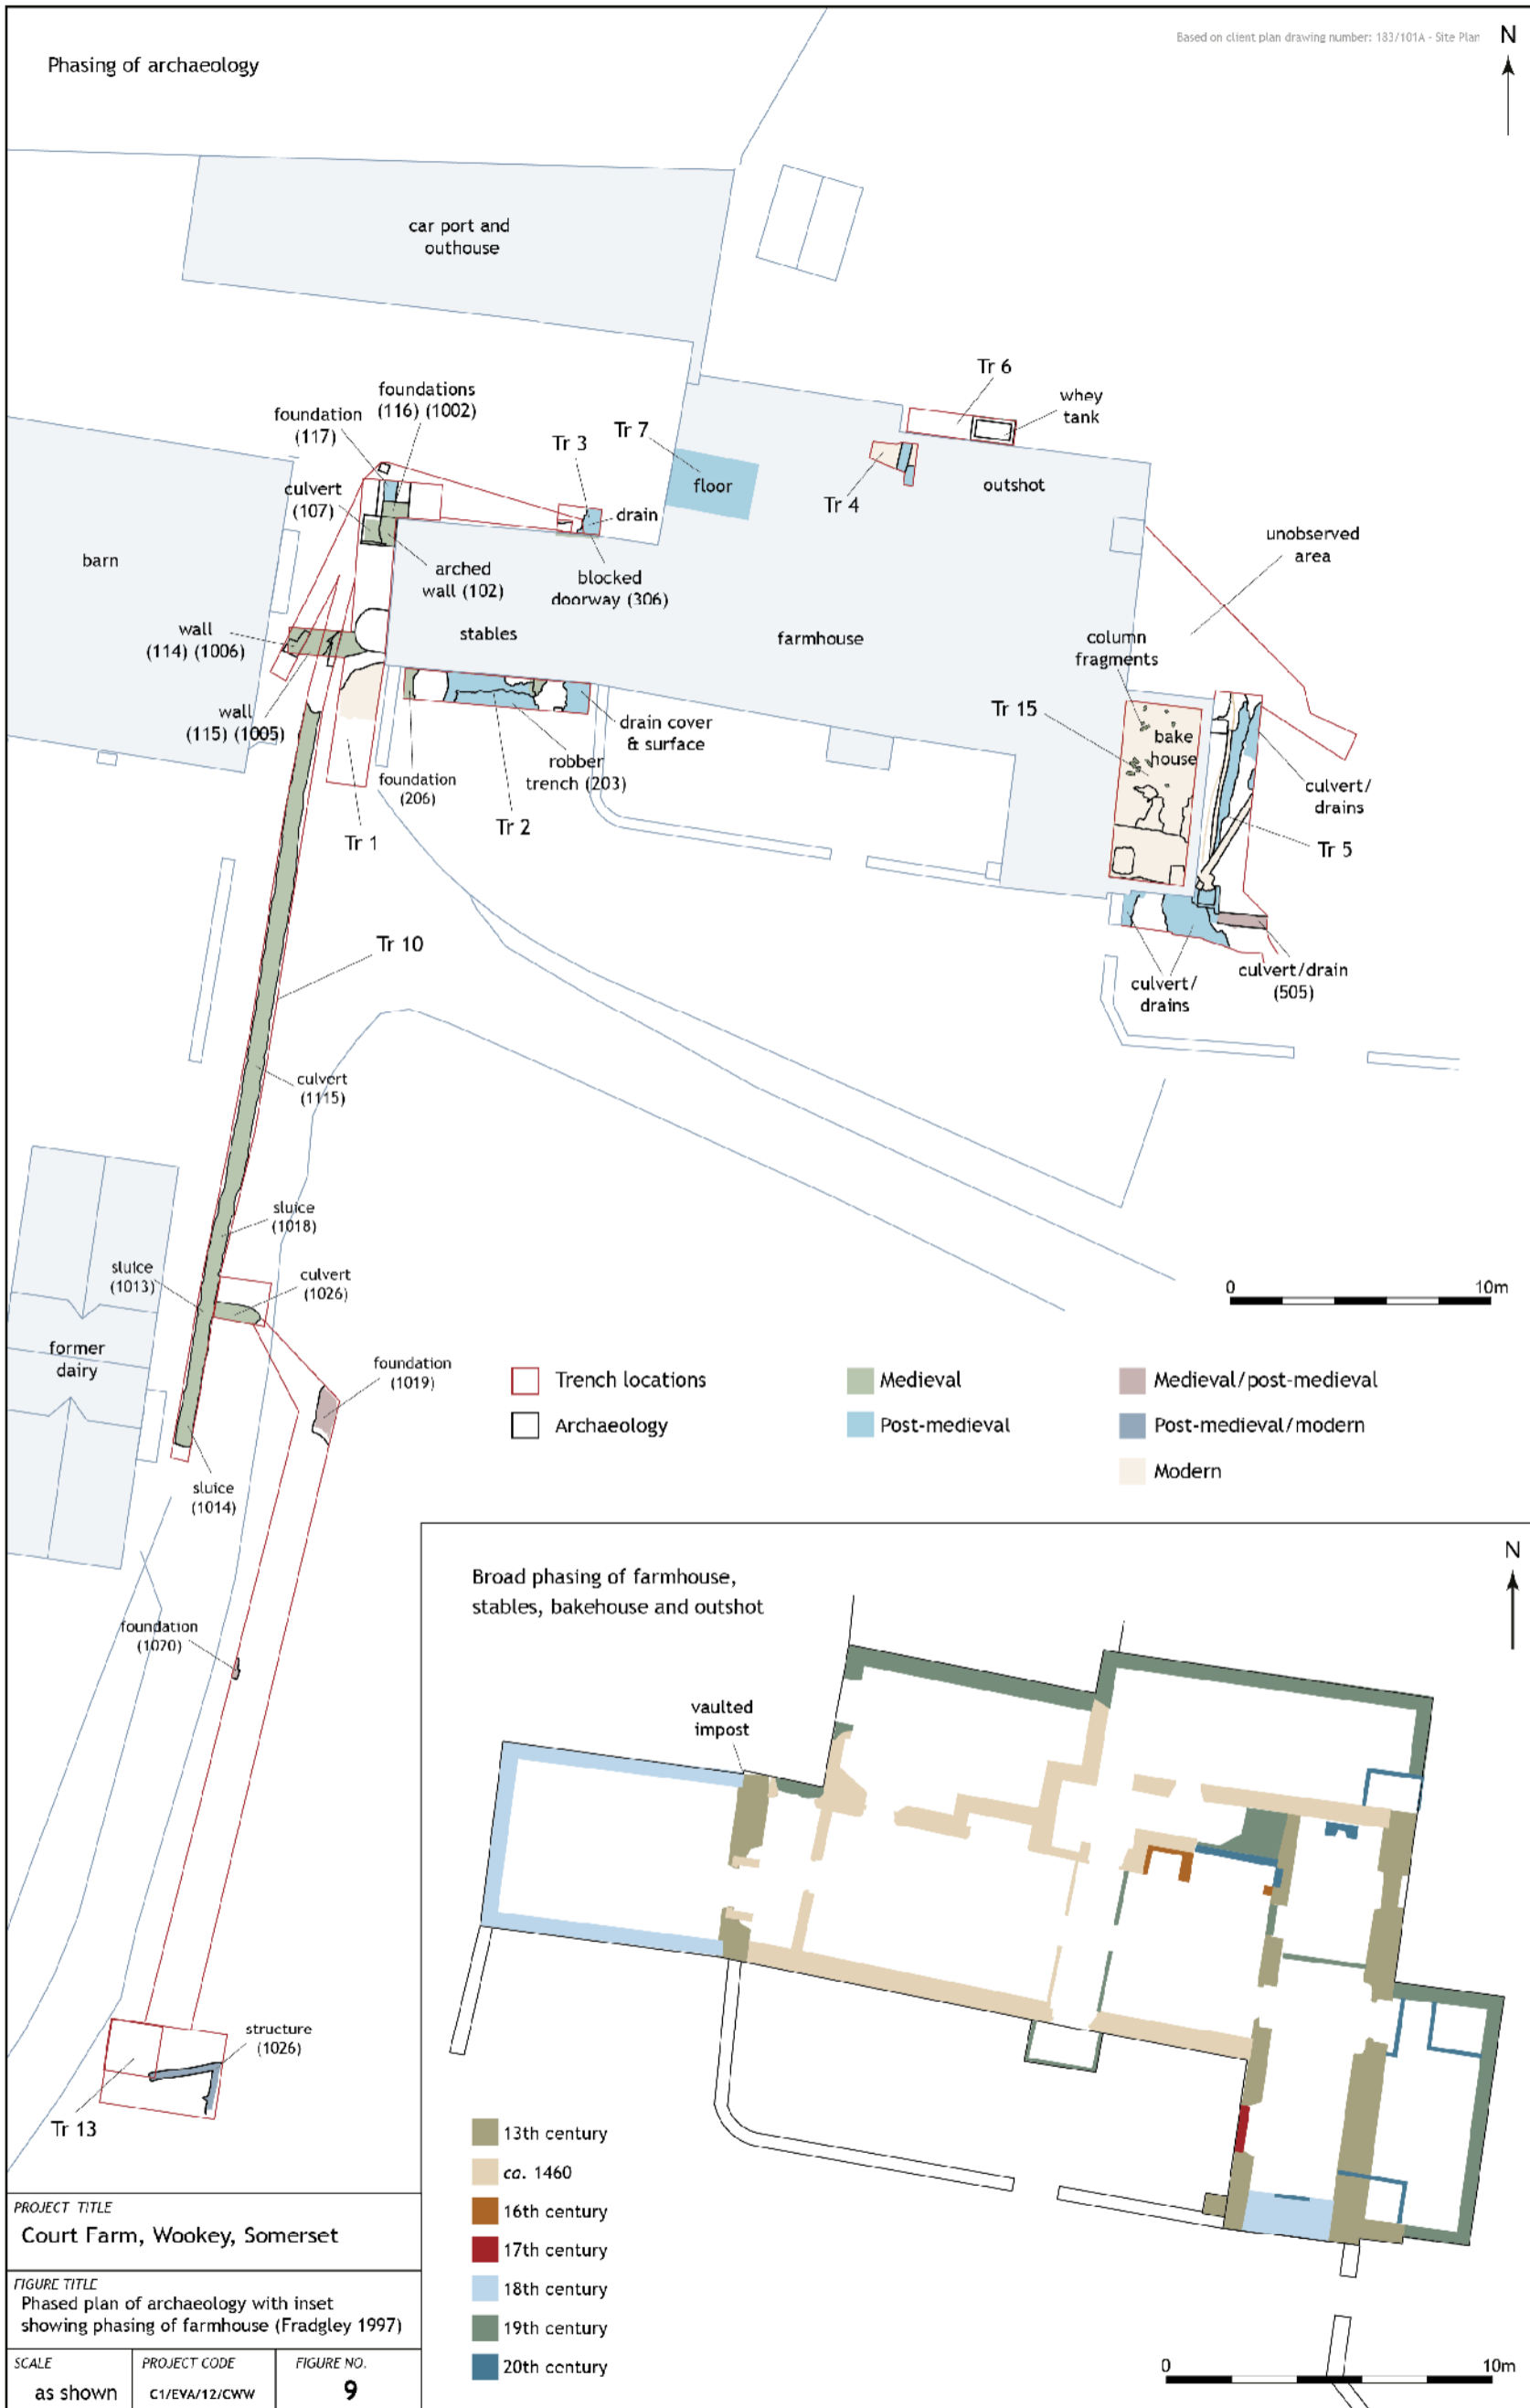 Based on client plan drawing number: 183/101A - Site Plan
N
Phasing of archaeology
car port and
outhouse
Tr 6
whey
tank
foundations
(116) (1002)
foundation
(117)
Tr 3
Tr 7
culvert
(107)
floor
drain
Tr 4
outshot
unobserved
area
barn
arched
wall (102)
blocked
doorway (306)
wall
(114) (1006)
stables
farmhouse
column
fragments
Tr 15
bake
house
wall
(115) (1005)
drain cover
& surface
foundation
(206)
robber
trench (203)
culvert/
drains
Tr 1
Tr 2
Tr 5
Tr 10
culvert/
drains
culvert/drain
(505)
culvert
(1115)
sluice
(1018)
sluice
(1013)
culvert
(1026)
0 10m
former
dairy
foundation
(1019)
Trench locations
Archaeology
Medieval
Post-medieval
Medieval/post-medieval
Post-medieval/modern
Modern
sluice
(1014)
foundation
(1020)
structure
(1026)
Tr 13
Broad phasing of farmhouse,
stables, bakehouse and outshot
N
vaulted
impost
13th century
ca. 1460
16th century
17th century
18th century
19th century
20th century
0 10m
PROJECT TITLE
Court Farm, Wookey, Somerset
FIGURE TITLE
Phased plan of archaeology with inset
showing phasing of farmhouse (Fradgley 1997)
SCALE
as shown
PROJECT CODE
C1/EVA/12/CWW
FIGURE NO.
9